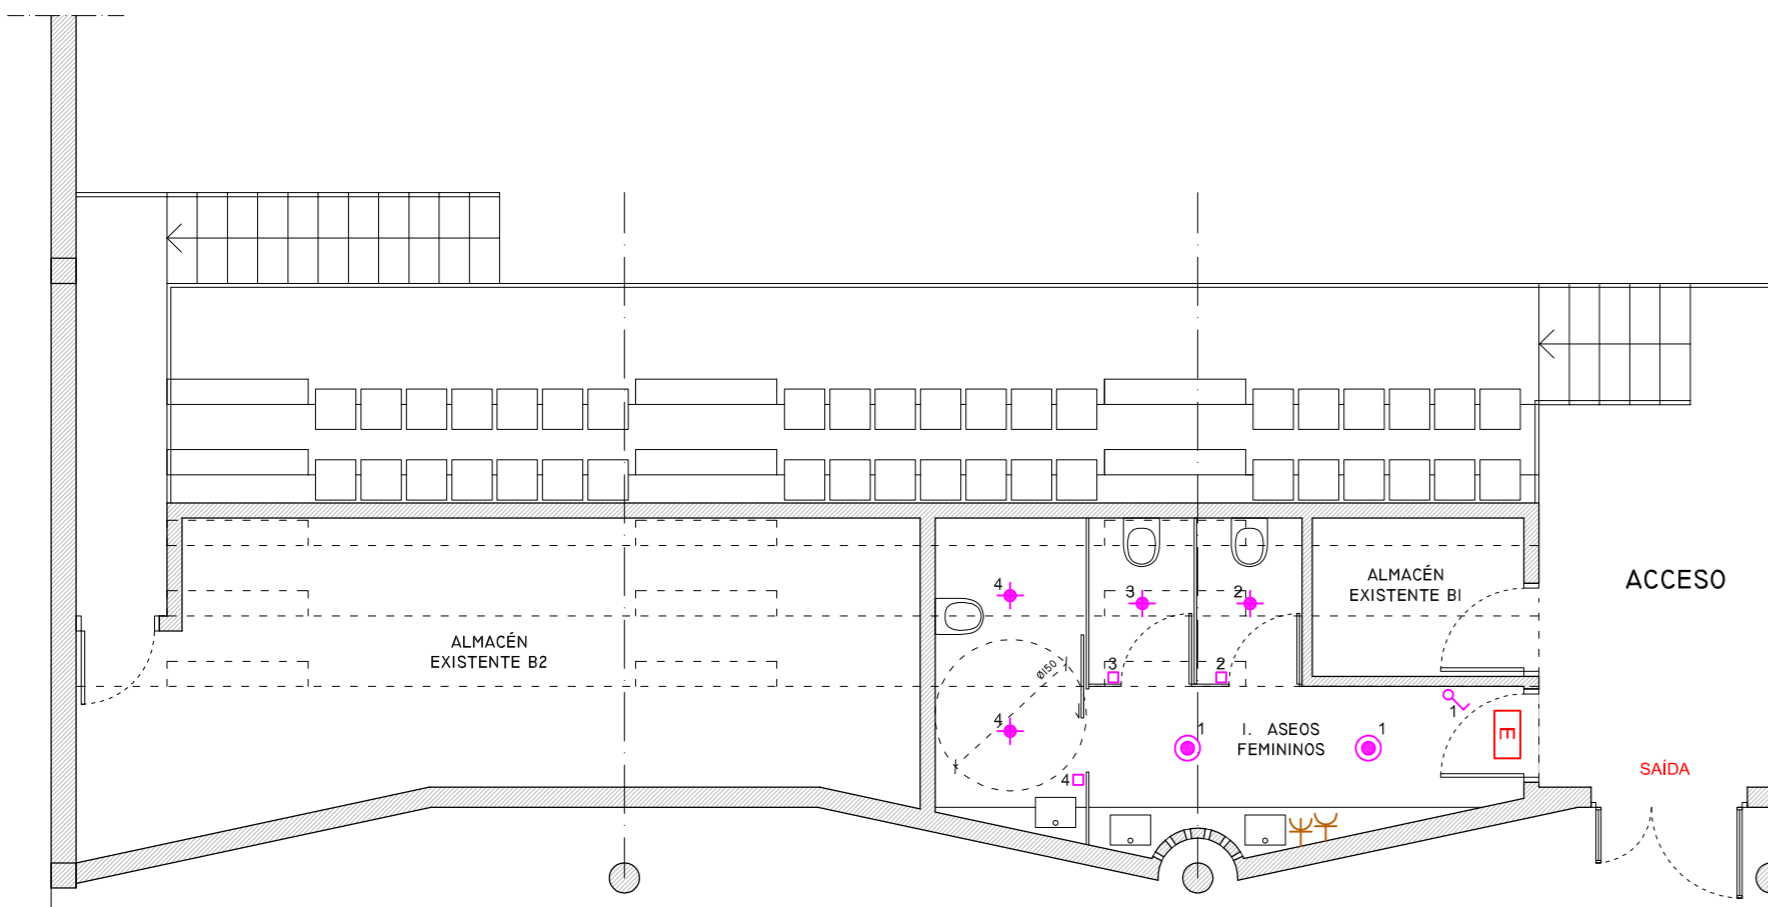 4
3
2
ALMACÉN
EXISTENTE B1
ACCESO
ALMACÉN
EXISTENTE B2
Ø150
3
2
1
4
1
I. ASEOS
FEMININOS
1
E
SAÍDA
4